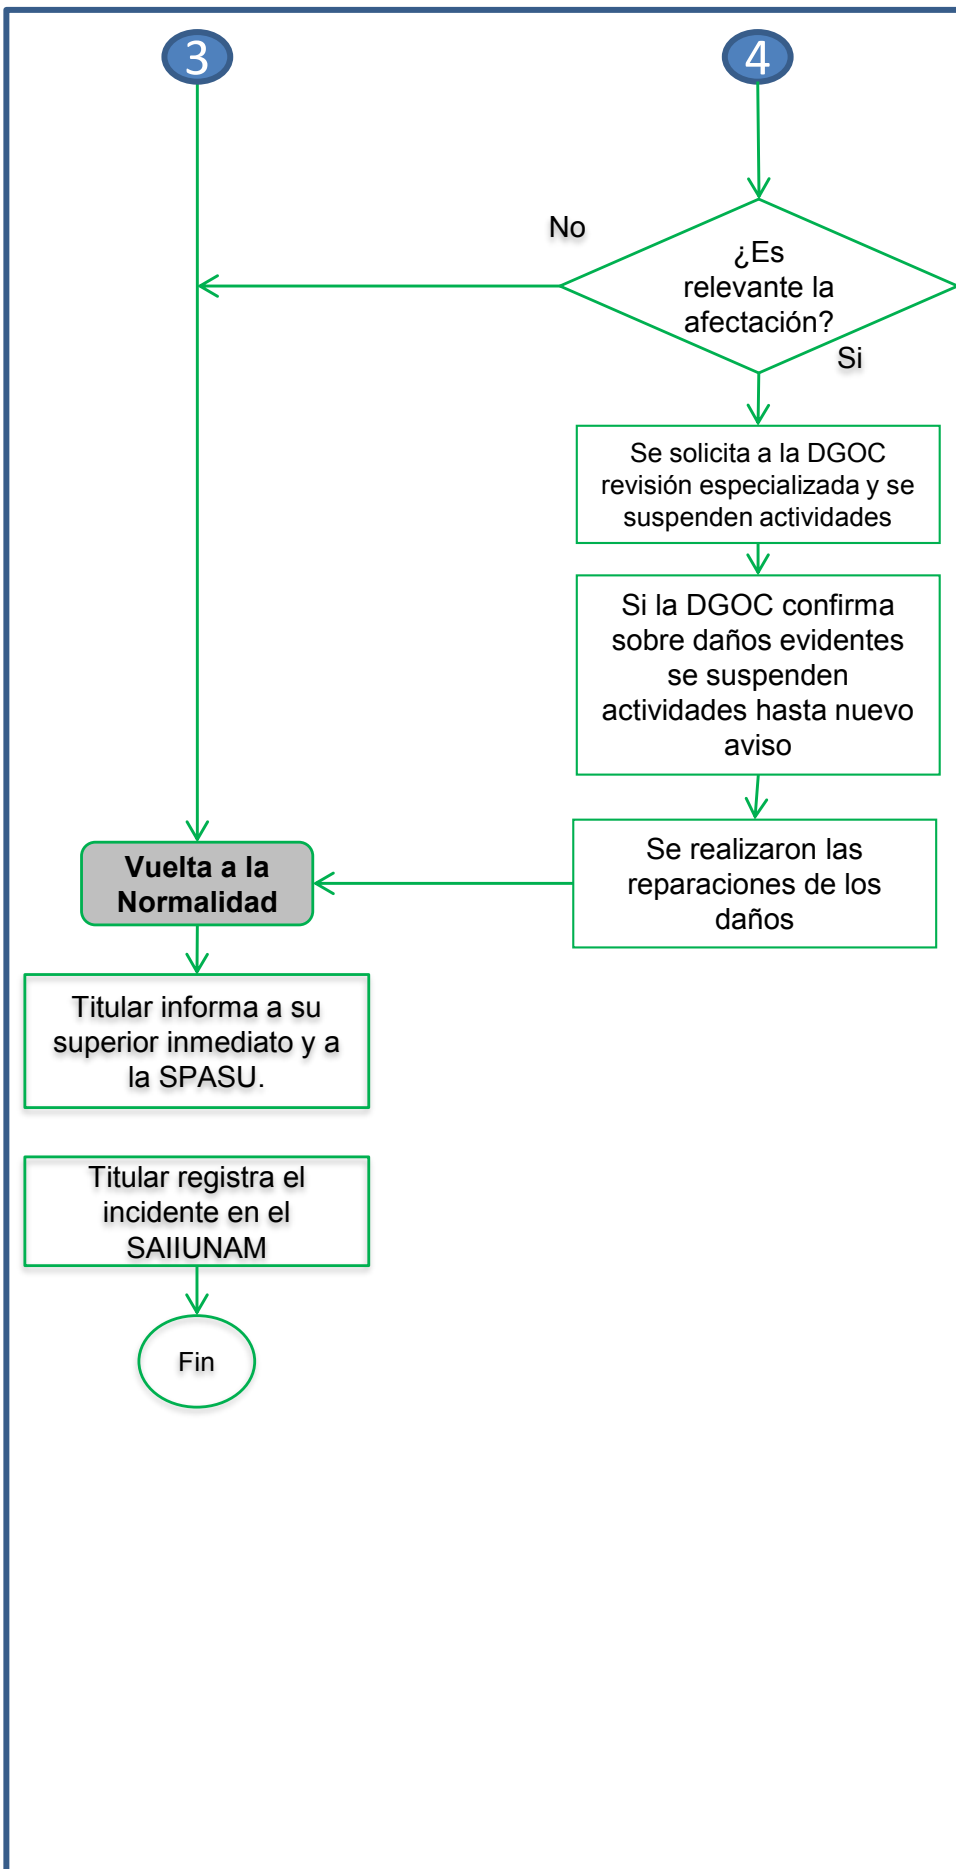 3
4
No
¿Es
relevante la
afectación?
Si
Se solicita a la DGOC
revisión especializada y se
suspenden actividades
Si la DGOC confirma
sobre daños evidentes
se suspenden
actividades hasta nuevo
aviso
Se realizaron las
reparaciones de los
daños
Vuelta a la
Normalidad
Titular informa a su
superior inmediato y a
la SPASU.
Titular registra el
incidente en el
SAIIUNAM
Fin